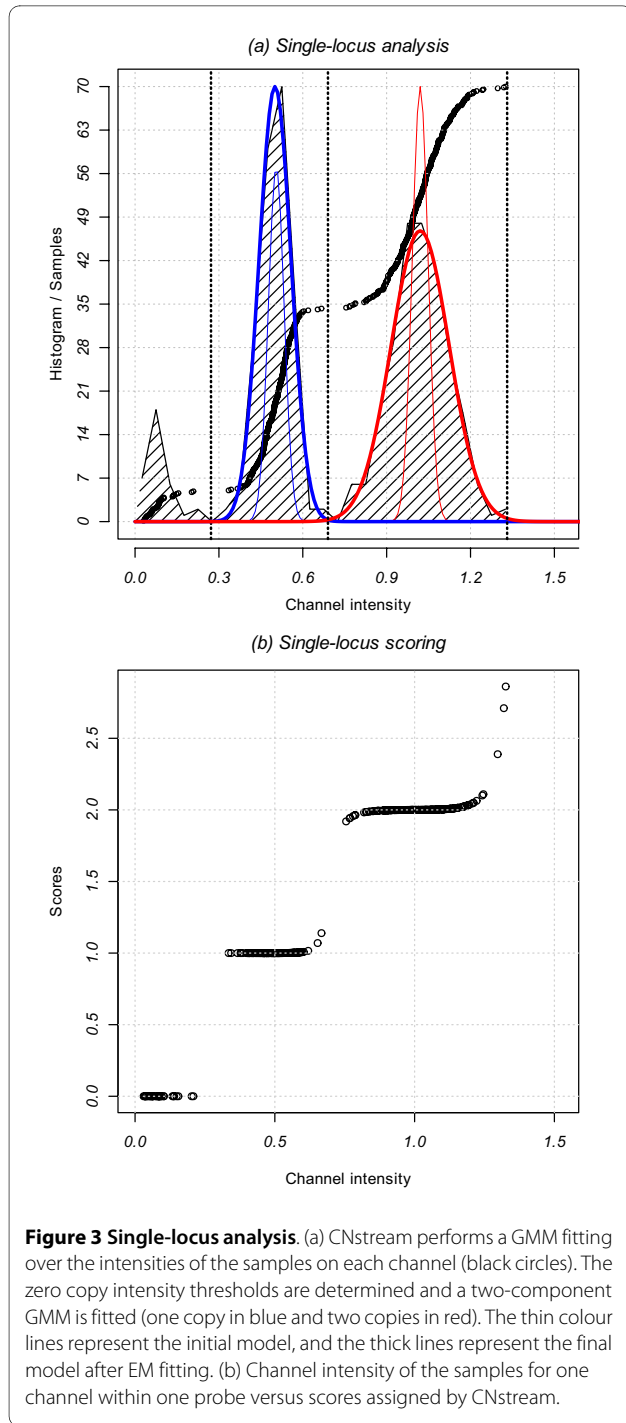 (a) Single-locus analysis
Histogram / Samples
70
63
56
49
42
35
28
21
14
7
0
0.0 0.3 0.6 0.9 1.2 1.5
Channel intensity
(b) Single-locus scoring
Scores
2.5
2.0
1.5
1.0
0.5
0.0
0.0 0.5 1.0 1.5
Channel intensity
Figure 3 Single-locus analysis. (a) CNstream performs a GMM fitting
over the intensities of the samples on each channel (black circles). The
zero copy intensity thresholds are determined and a two-component
GMM is fitted (one copy in blue and two copies in red). The thin colour
lines represent the initial model, and the thick lines represent the final
model after EM fitting. (b) Channel intensity of the samples for one
channel within one probe versus scores assigned by CNstream.